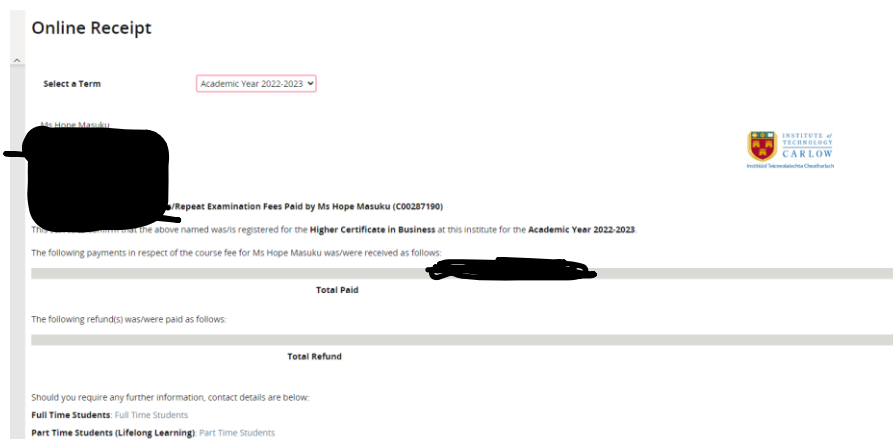 Online Receipt
Select a Term
Academic Year 2022-2023
Ms Hope Masuku
INSTITUTE of
TECHNOLOGY
CARLOW
Institiúid Teicneolaíochta Cheatharlach
/Repeat Examination Fees Paid by Ms Hope Masuku (C00287190)
This that the above named was/is registered for the Higher Certificate in Business at this institute for the Academic Year 2022-2023.
The following payments in respect of the course fee for Ms Hope Masuku was/were received as follows:
Total Paid
The following refund(s) was/were paid as follows:
Total Refund
Should you require any further information, contact details are below:
Full Time Students: Full Time Students
Part Time Students (Lifelong Learning): Part Time Students